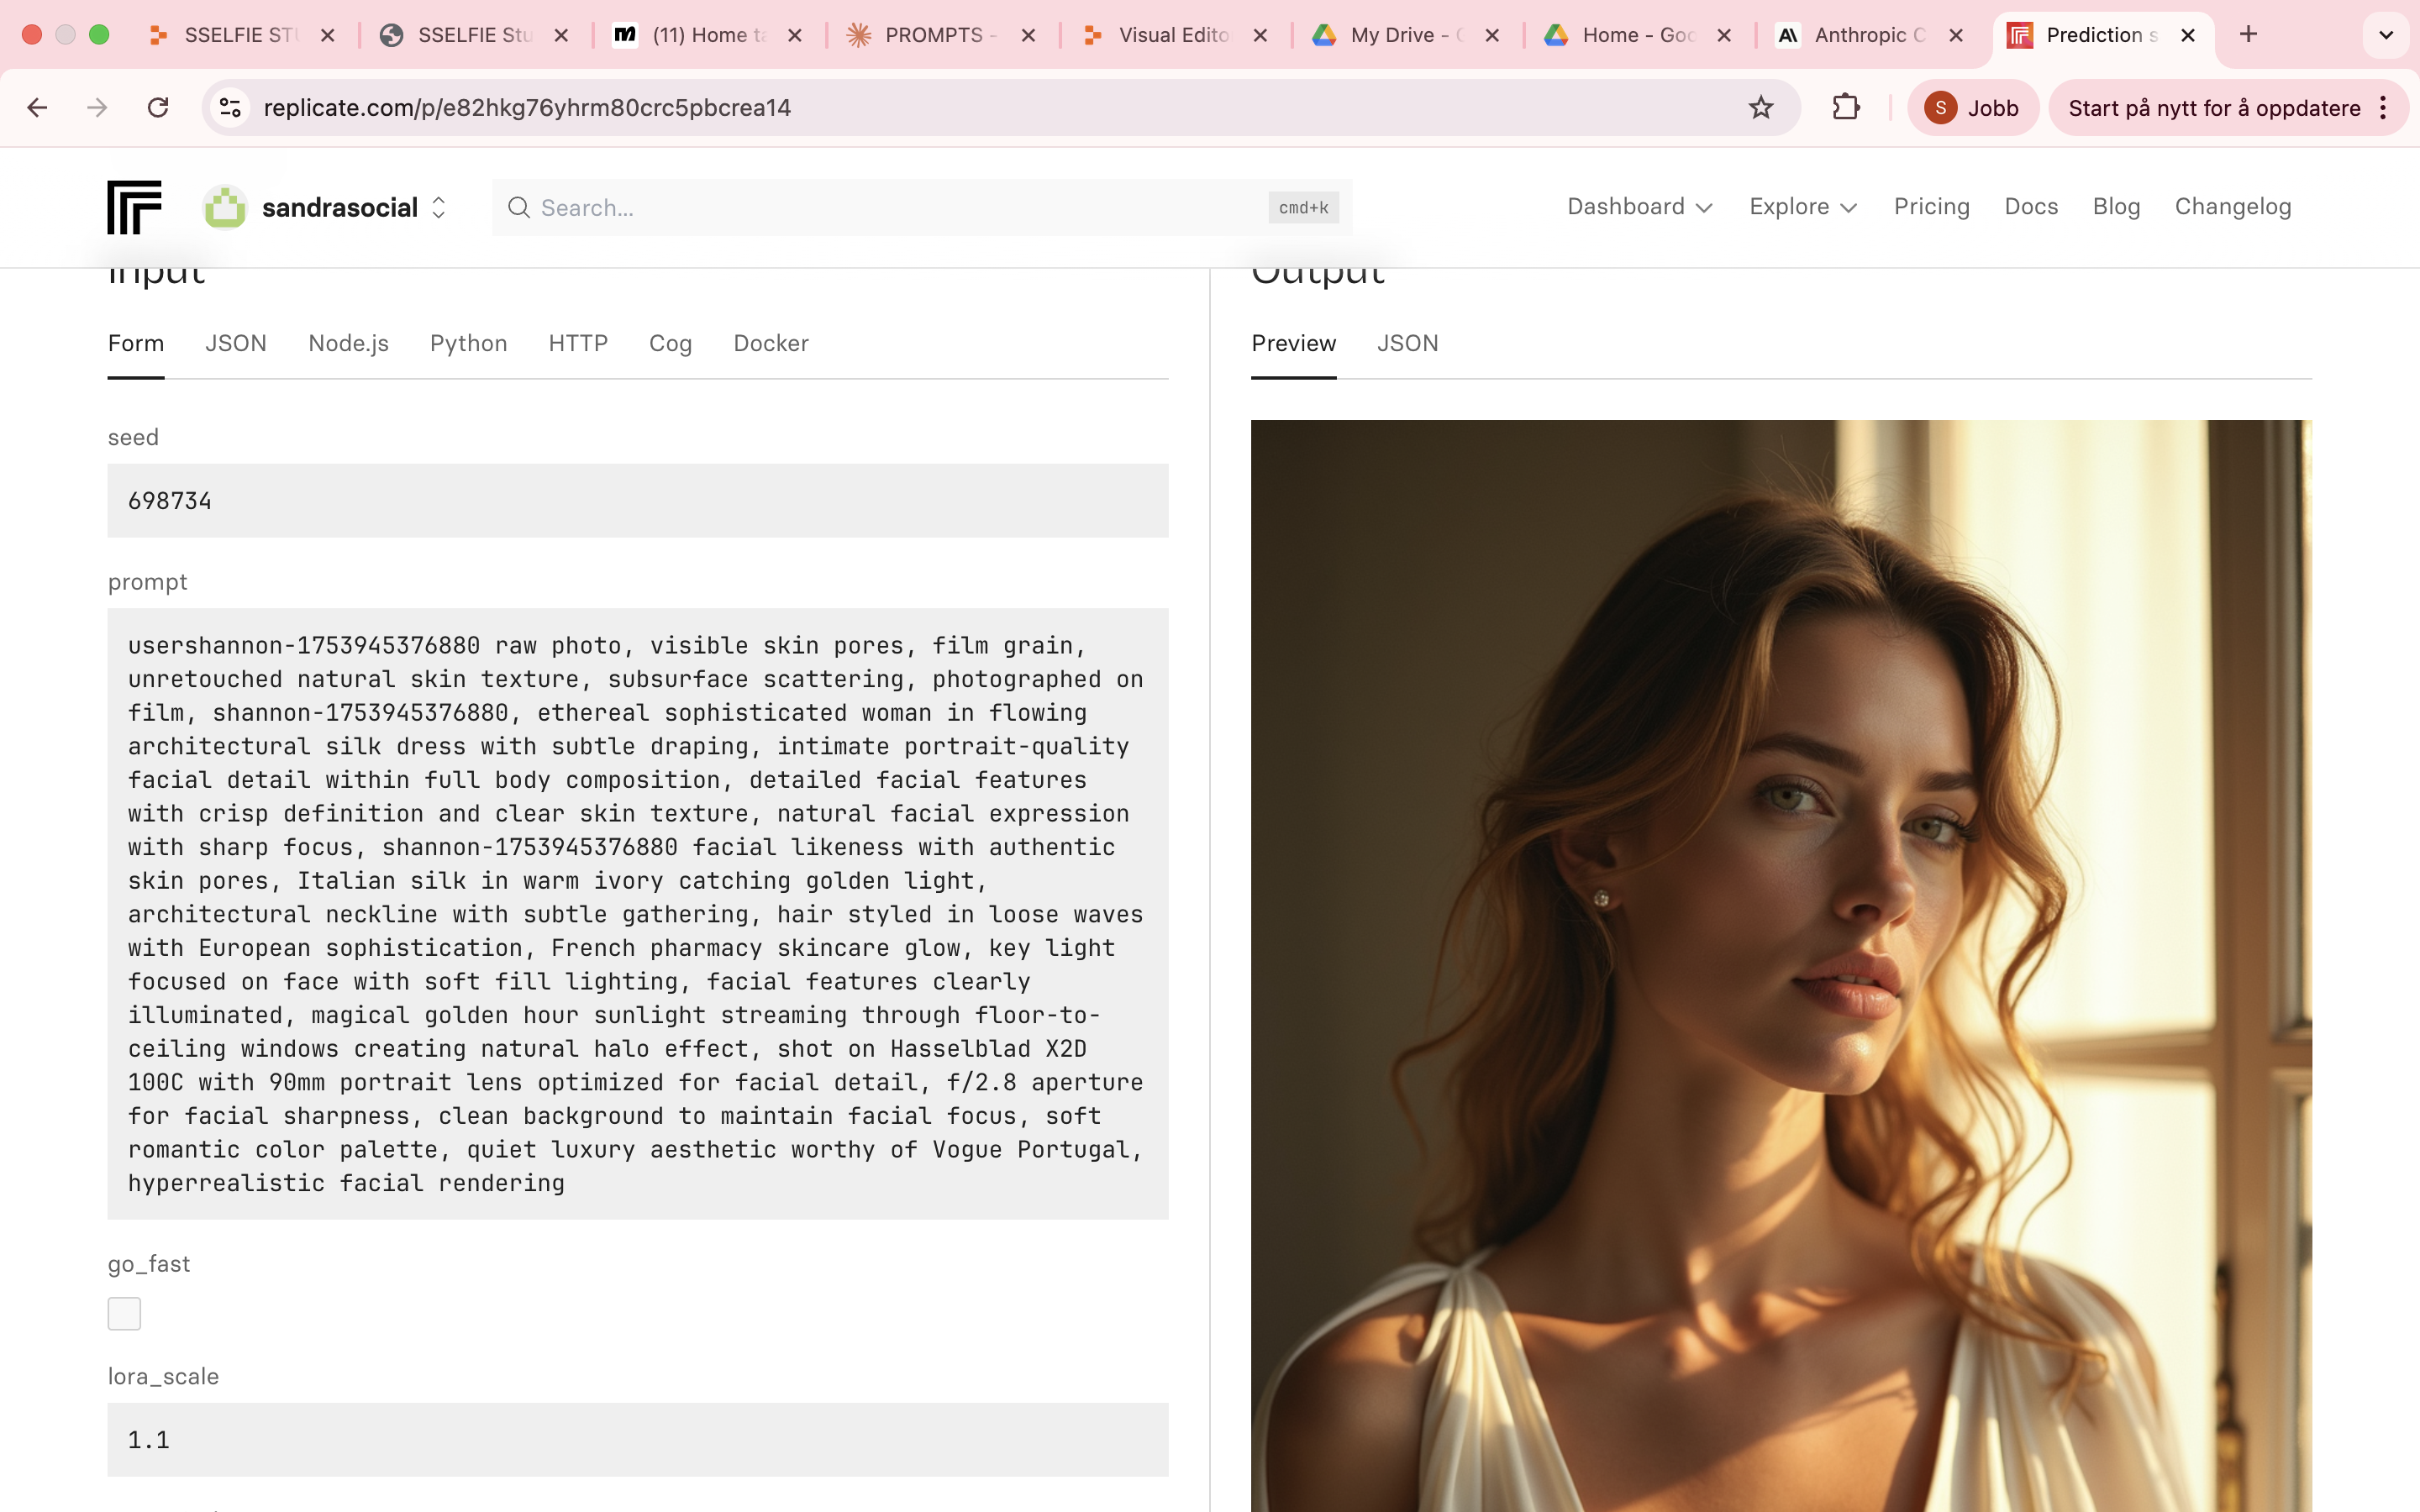 SSELFIE ST
SSELFIE Stu
(11) Home ta
PROMPTS -
Visual Edito
My Drive - G
Home - Goo
Anthropic C
Prediction s
replicate.com/p/e82hkg76yhrm80crc5pbcrea14
S Jobb
Start på nytt for å oppdatere
sandrasocial
Search...
cmd+k
Dashboard
Explore
Pricing
Docs
Blog
Changelog
Input
Output
Form JSON Node.js Python HTTP Cog Docker
Preview JSON
seed
698734
prompt
usershannon-1753945376880 raw photo, visible skin pores, film grain,
unretouched natural skin texture, subsurface scattering, photographed on
film, shannon-1753945376880, ethereal sophisticated woman in flowing
architectural silk dress with subtle draping, intimate portrait-quality
facial detail within full body composition, detailed facial features
with crisp definition and clear skin texture, natural facial expression
with sharp focus, shannon-1753945376880 facial likeness with authentic
skin pores, Italian silk in warm ivory catching golden light,
architectural neckline with subtle gathering, hair styled in loose waves
with European sophistication, French pharmacy skincare glow, key light
focused on face with soft fill lighting, facial features clearly
illuminated, magical golden hour sunlight streaming through floor-to-
ceiling windows creating natural halo effect, shot on Hasselblad X2D
100C with 90mm portrait lens optimized for facial detail, f/2.8 aperture
for facial sharpness, clean background to maintain facial focus, soft
romantic color palette, quiet luxury aesthetic worthy of Vogue Portugal,
hyperrealistic facial rendering
go_fast
lora_scale
1.1